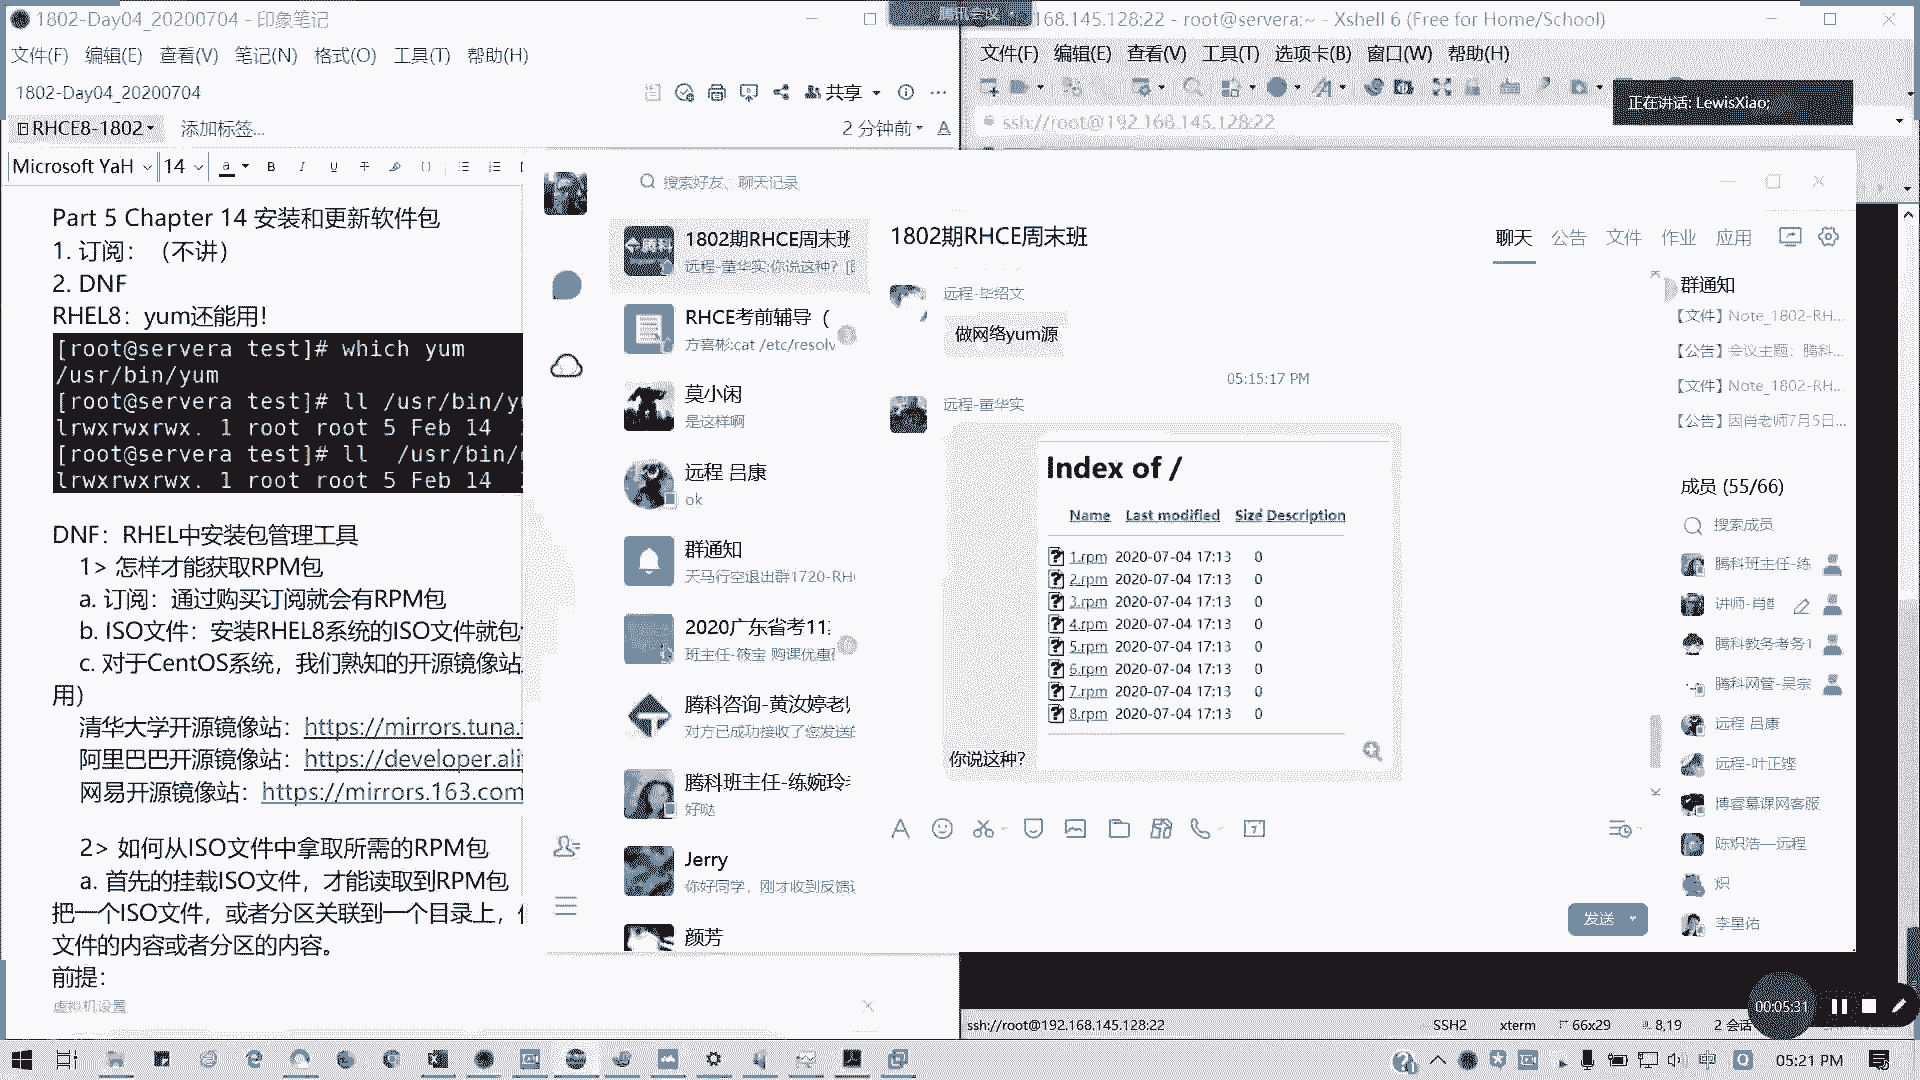 1802-Day04_20200704 - 印象笔记
文件(F) 编辑(E) 查看(V) 笔记(N) 格式(O) 工具(T) 帮助(H)
1802-Day04_20200704
共享
RHCE8-1802
添加标签...
2 分钟前
Microsoft YaH
14
Part 5 Chapter 14 安装和更新软件包
1. 订阅：（不讲）
2. DNF
RHEL8：yum还能用！
[root@servera test]# which yum
/usr/bin/yum
[root@servera test]# ll /usr/bin/y
lrwxrwxrwx. 1 root root 5 Feb 14
[root@servera test]# ll  /usr/bin/
lrwxrwxrwx. 1 root root 5 Feb 14
DNF：RHEL中安装包管理工具
1> 怎样才能获取RPM包
a. 订阅：通过购买订阅就会有RPM包
b. ISO文件：安装RHEL8系统的ISO文件就包
c. 对于CentOS系统，我们熟知的开源镜像站
用）
清华大学开源镜像站：https://mirrors.tuna.
阿里巴巴开源镜像站：https://developer.ali
网易开源镜像站：https://mirrors.163.com
2> 如何从ISO文件中拿取所需的RPM包
a. 首先的挂载ISO文件，才能读取到RPM包
把一个ISO文件，或者分区关联到一个目录上，
文件的内容或者分区的内容。
前提：
虚拟机设置
腾讯会议
168.145.128:22 - root@servera:~ - Xshell 6 (Free for Home/School)
文件(F) 编辑(E) 查看(V) 工具(T) 选项卡(B) 窗口(W) 帮助(H)
正在讲话: LewisXiao;
ssh://root@192.168.145.128:22
搜索好友、聊天记录
1802期RHCE周末班
远程-董华实:你说这种？
RHCE考前辅导（
方喜彬:cat /etc/resolv
莫小闲
是这样啊
远程 吕康
ok
群通知
天马行空退出群1720-RH
2020广东省考11
班主任-筱宝 购课优惠
腾科咨询-黄汝婷老
对方已成功接收了您发送的
腾科班主任-练婉玲
好哒
Jerry
你好同学，刚才收到反馈
颜芳
1802期RHCE周末班
聊天 公告 文件 作业 应用
远程-毕绍文
做网络yum源
05:15:17 PM
远程-董华实
Index of /
Name Last modified Size Description
1.rpm 2020-07-04 17:13 0
2.rpm 2020-07-04 17:13 0
3.rpm 2020-07-04 17:13 0
4.rpm 2020-07-04 17:13 0
5.rpm 2020-07-04 17:13 0
6.rpm 2020-07-04 17:13 0
7.rpm 2020-07-04 17:13 0
8.rpm 2020-07-04 17:13 0
你说这种？
发送
群通知
【文件】Note_1802-RH...
【公告】会议主题：腾科...
【文件】Note_1802-RH...
【公告】因肖老师7月5日...
成员 (55/66)
搜索成员
腾科班主任-练
讲师-肖
腾科教务考务1
腾科网管-吴宗
远程 吕康
远程-叶正铿
博睿慕课网客服
陈炽浩—远程
炽
李星佑
00:05:31
ssh://root@192.168.145.128:22
SSH2
xterm
66x29
8,19
2 会话
中
05:21 PM